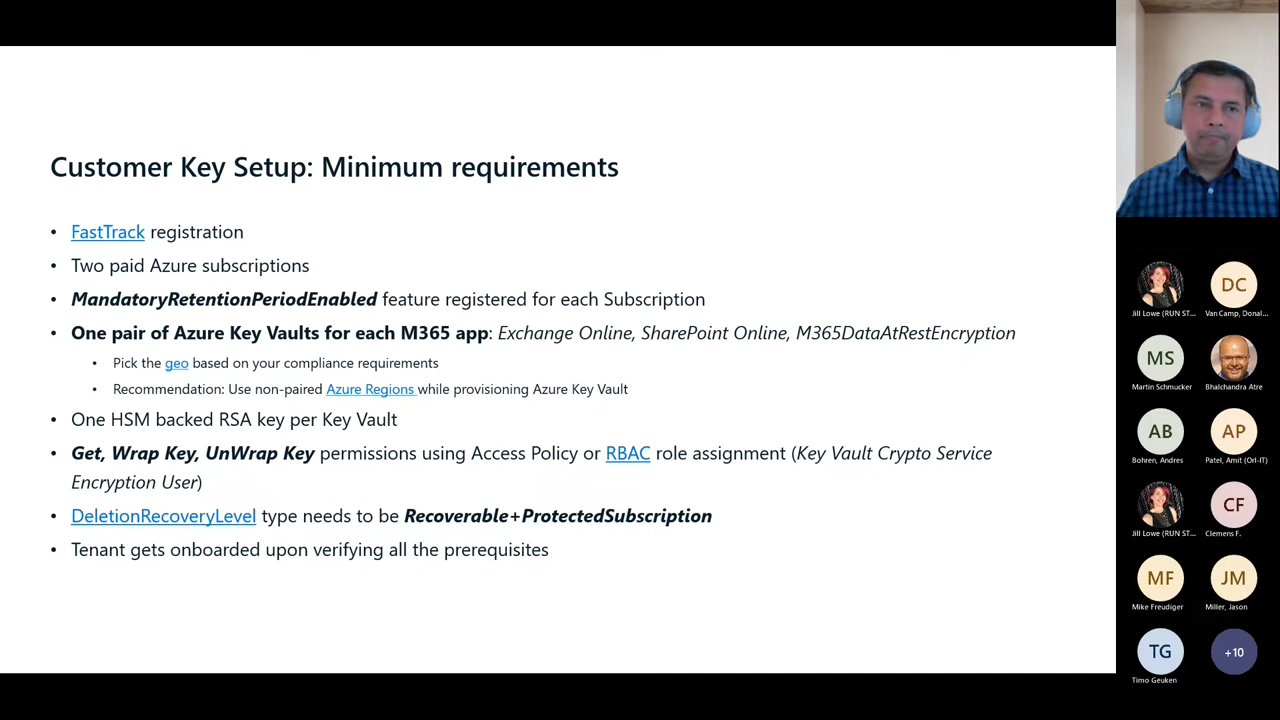 Customer Key Setup: Minimum requirements
• FastTrack registration
• Two paid Azure subscriptions
• MandatoryRetentionPeriodEnabled feature registered for each Subscription
• One pair of Azure Key Vaults for each M365 app: Exchange Online, SharePoint Online, M365DataAtRestEncryption
• Pick the geo based on your compliance requirements
• Recommendation: Use non-paired Azure Regions while provisioning Azure Key Vault
• One HSM backed RSA key per Key Vault
• Get, Wrap Key, UnWrap Key permissions using Access Policy or RBAC role assignment (Key Vault Crypto Service
Encryption User)
• DeletionRecoveryLevel type needs to be Recoverable+ProtectedSubscription
• Tenant gets onboarded upon verifying all the prerequisites
DC
Jill Lowe (RUN ST...
Van Camp, Donal...
MS
Martin Schmucker
Bhalchandra Atre
AB
AP
Bohren, Andres
Patel, Amit (Orl-IT)
CF
Jill Lowe (RUN ST...
Clemens F.
MF
JM
Mike Freudiger
Miller, Jason
TG
+10
Timo Geuken